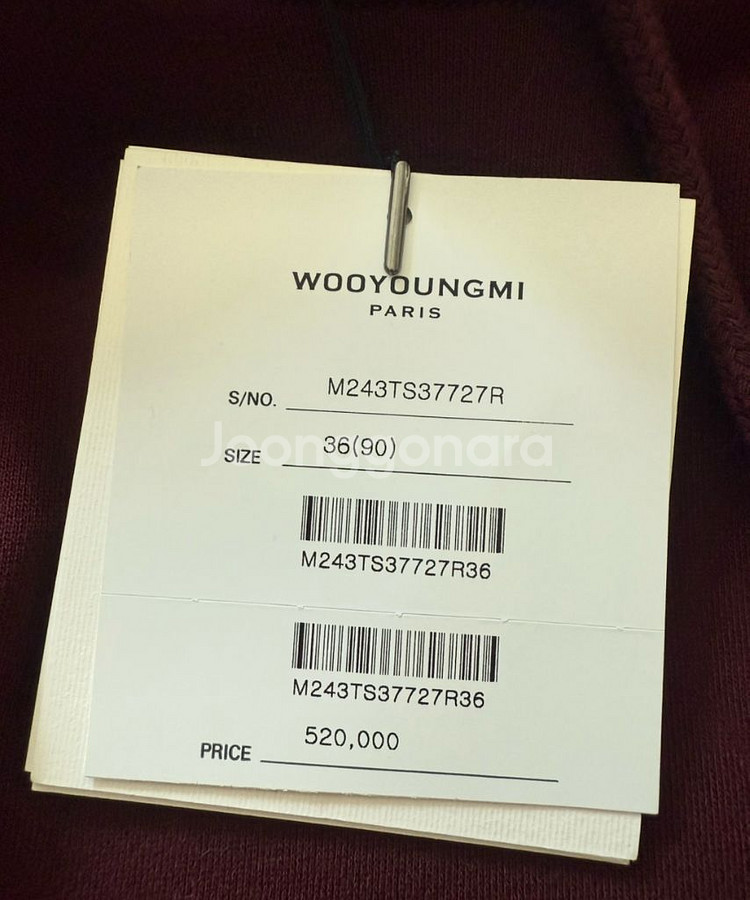 WOOYOUNGMI
PARIS
S/NO. M243TS37727R
SIZE 36(90)
Joonggonara
M243TS37727R36
M243TS37727R36
PRICE 520,000